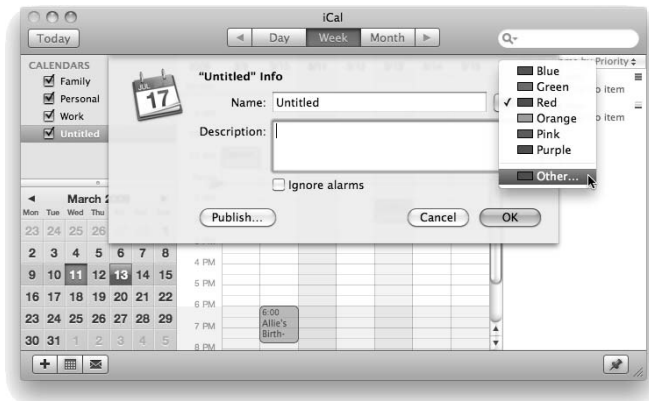 iCal
Today
Day Week Month
CALENDARS
Family
Personal
Work
Untitled
JUL
17
"Untitled" Info
Name: Untitled
Description:
Ignore alarms
Publish...
Cancel
OK
Blue
Green
Red
Orange
Pink
Purple
Other...
by Priority
o item
o item
March
Mon Tue Wed Thu
23 24 25 26
2 3 4 5 6 7 8
9 10 11 12 13 14 15
16 17 18 19 20 21 22
23 24 25 26 27 28 29
30 31 1 2 3 4 5
4 PM
5 PM
6 PM
7 PM
8 PM
6:00
Allie's
Birth-